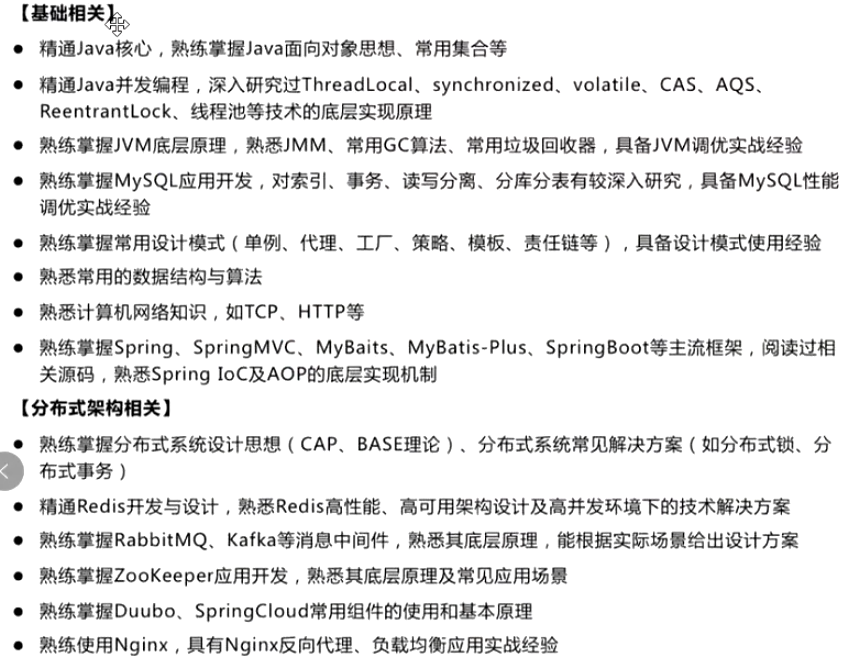 【基础相关】
● 精通Java核心，熟练掌握Java面向对象思想、常用集合等
● 精通Java并发编程，深入研究过ThreadLocal、synchronized、volatile、CAS、AQS、
ReentrantLock、线程池等技术的底层实现原理
● 熟练掌握JVM底层原理，熟悉JMM、常用GC算法、常用垃圾回收器，具备JVM调优实战经验
● 熟练掌握MySQL应用开发，对索引、事务、读写分离、分库分表有较深入研究，具备MySQL性能
调优实战经验
● 熟练掌握常用设计模式（单例、代理、工厂、策略、模板、责任链等），具备设计模式使用经验
● 熟悉常用的数据结构与算法
● 熟悉计算机网络知识，如TCP、HTTP等
● 熟练掌握Spring、SpringMVC、MyBaits、MyBatis-Plus、SpringBoot等主流框架，阅读过相
关源码，熟悉Spring IoC及AOP的底层实现机制
【分布式架构相关】
● 熟练掌握分布式系统设计思想（CAP、BASE理论）、分布式系统常见解决方案（如分布式锁、分
布式事务）
● 精通Redis开发与设计，熟悉Redis高性能、高可用架构设计及高并发环境下的技术解决方案
● 熟练掌握RabbitMQ、Kafka等消息中间件，熟悉其底层原理，能根据实际场景给出设计方案
● 熟练掌握ZooKeeper应用开发，熟悉其底层原理及常见应用场景
● 熟练掌握Duubo、SpringCloud常用组件的使用和基本原理
● 熟练使用Nginx，具有Nginx反向代理、负载均衡应用实战经验